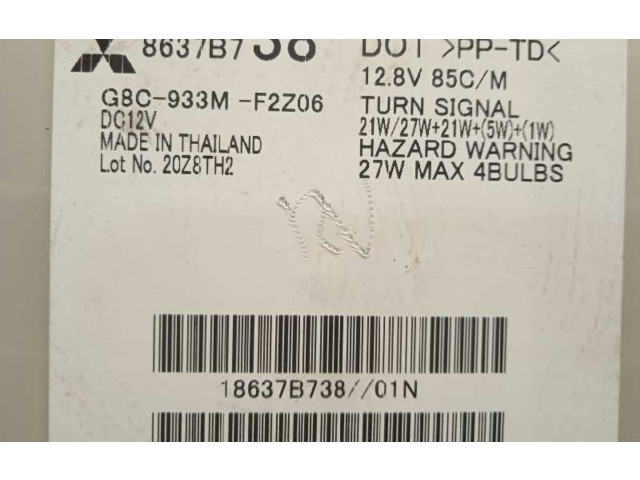 8637B738
DOT >PP-TD<
12.8V 85C/M
G8C-933M -F2Z06
DC12V
MADE IN THAILAND
Lot No. 20Z8TH2
TURN SIGNAL
21W/27W+21W+(5W)+(1W)
HAZARD WARNING
27W MAX 4BULBS
18637B738//01N